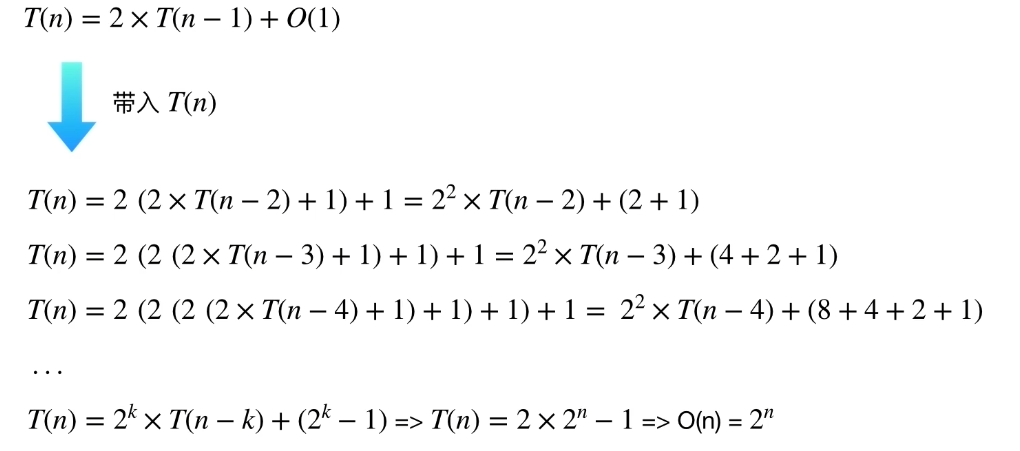 T(n) = 2 × T(n − 1) + O(1)
带入 T(n)
T(n) = 2 (2 × T(n − 2) + 1) + 1 = 2² × T(n − 2) + (2 + 1)
T(n) = 2 (2 (2 × T(n − 3) + 1) + 1) + 1 = 2² × T(n − 3) + (4 + 2 + 1)
T(n) = 2 (2 (2 (2 × T(n − 4) + 1) + 1) + 1) + 1 = 2² × T(n − 4) + (8 + 4 + 2 + 1)
...
T(n) = 2ᵏ × T(n − k) + (2ᵏ − 1) => T(n) = 2 × 2ⁿ − 1 => O(n) = 2ⁿ